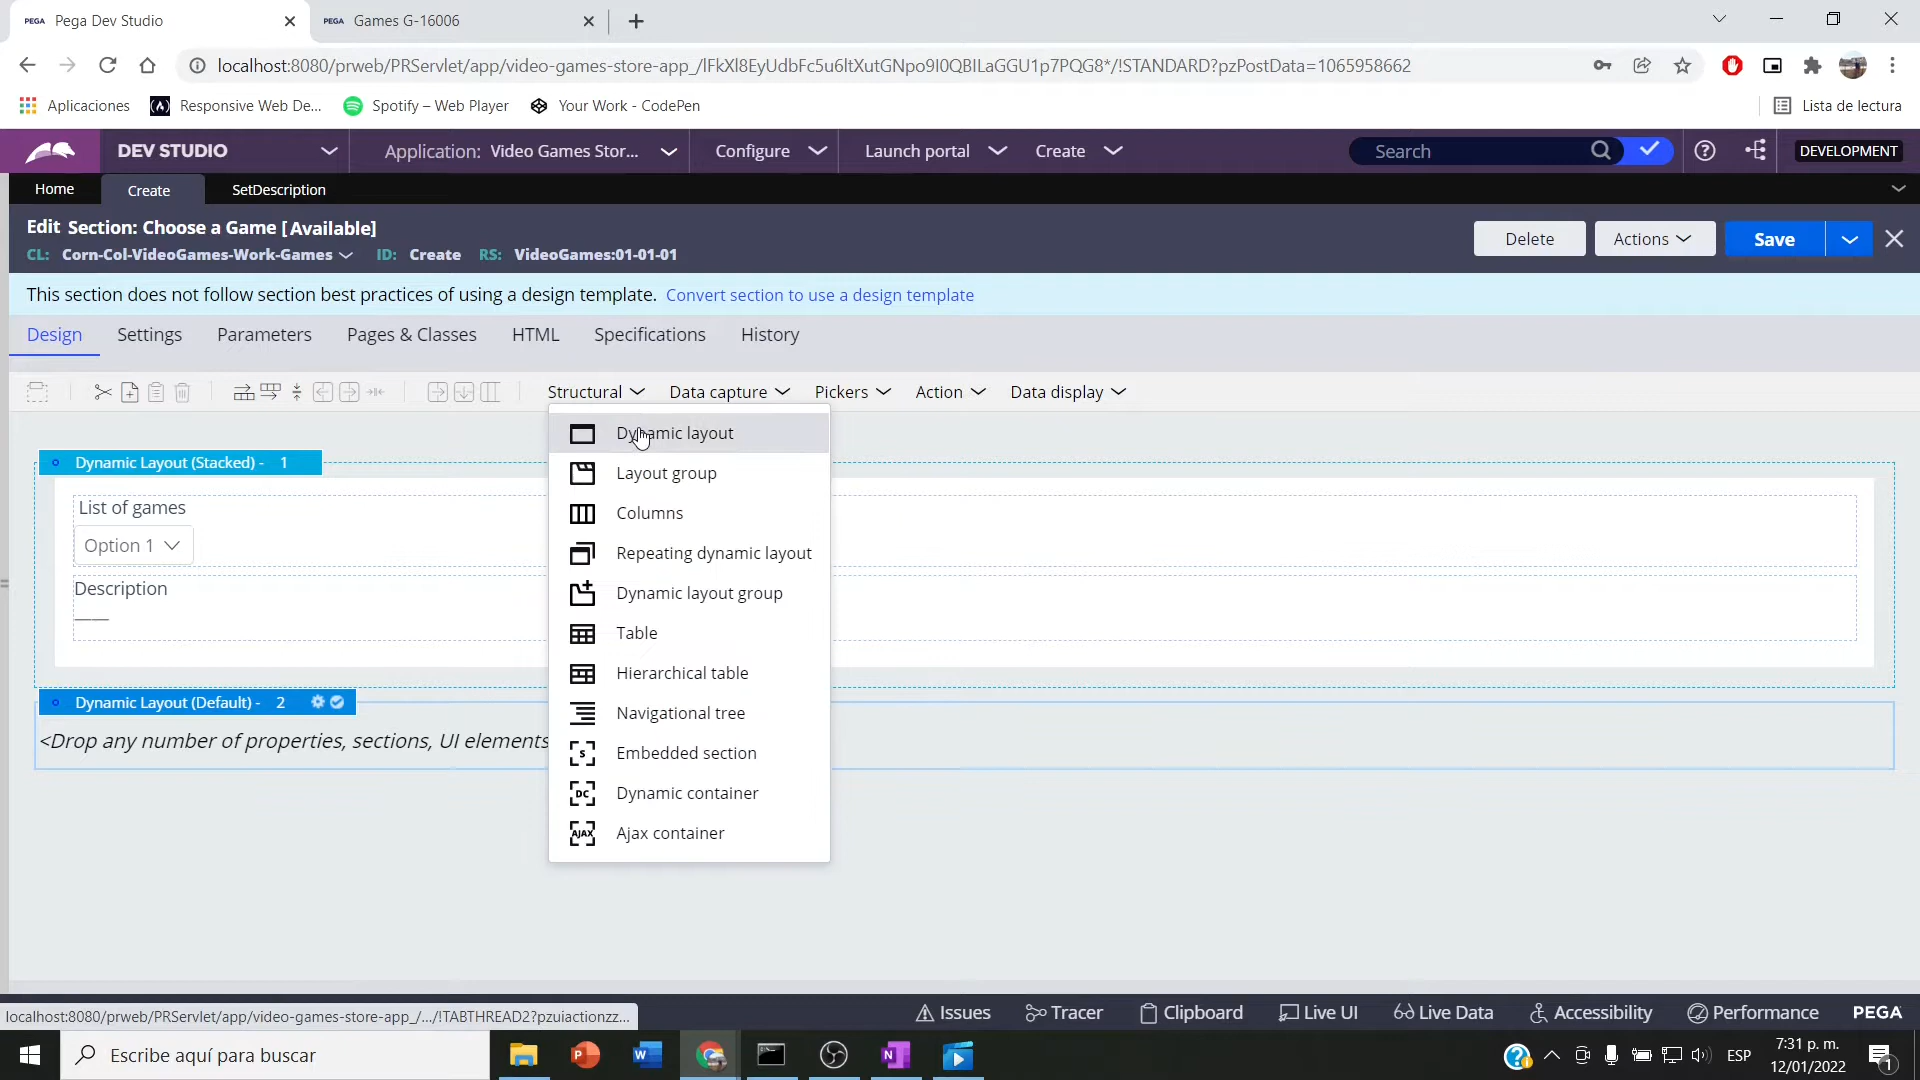 PEGA Pega Dev Studio
PEGA Games G-16006
localhost:8080/prweb/PRServlet/app/video-games-store-app_/lFkXl8EyUdbFc5u6ltXutGNpo9I0QBILaGGU1p7PQG8*/!STANDARD?pzPostData=1065958662
Aplicaciones
Responsive Web De...
Spotify – Web Player
Your Work - CodePen
Lista de lectura
DEV STUDIO
Application: Video Games Stor...
Configure
Launch portal
Create
Search
DEVELOPMENT
Home
Create
SetDescription
Edit Section: Choose a Game [Available]
CL: Corn-Col-VideoGames-Work-Games ID: Create RS: VideoGames:01-01-01
Delete
Actions
Save
This section does not follow section best practices of using a design template. Convert section to use a design template
Design
Settings
Parameters
Pages & Classes
HTML
Specifications
History
Structural
Data capture
Pickers
Action
Data display
Dynamic layout
Layout group
Columns
Repeating dynamic layout
Dynamic layout group
Table
Hierarchical table
Navigational tree
S Embedded section
DC Dynamic container
AJAX Ajax container
Dynamic Layout (Stacked) - 1
List of games
Option 1
Description
——
Dynamic Layout (Default) - 2
<Drop any number of properties, sections, UI elements
localhost:8080/prweb/PRServlet/app/video-games-store-app_/.../!TABTHREAD2?pzuiactionzz...
Issues
Tracer
Clipboard
Live UI
Live Data
Accessibility
Performance
PEGA
Escribe aquí para buscar
ESP
7:31 p. m.
12/01/2022
1